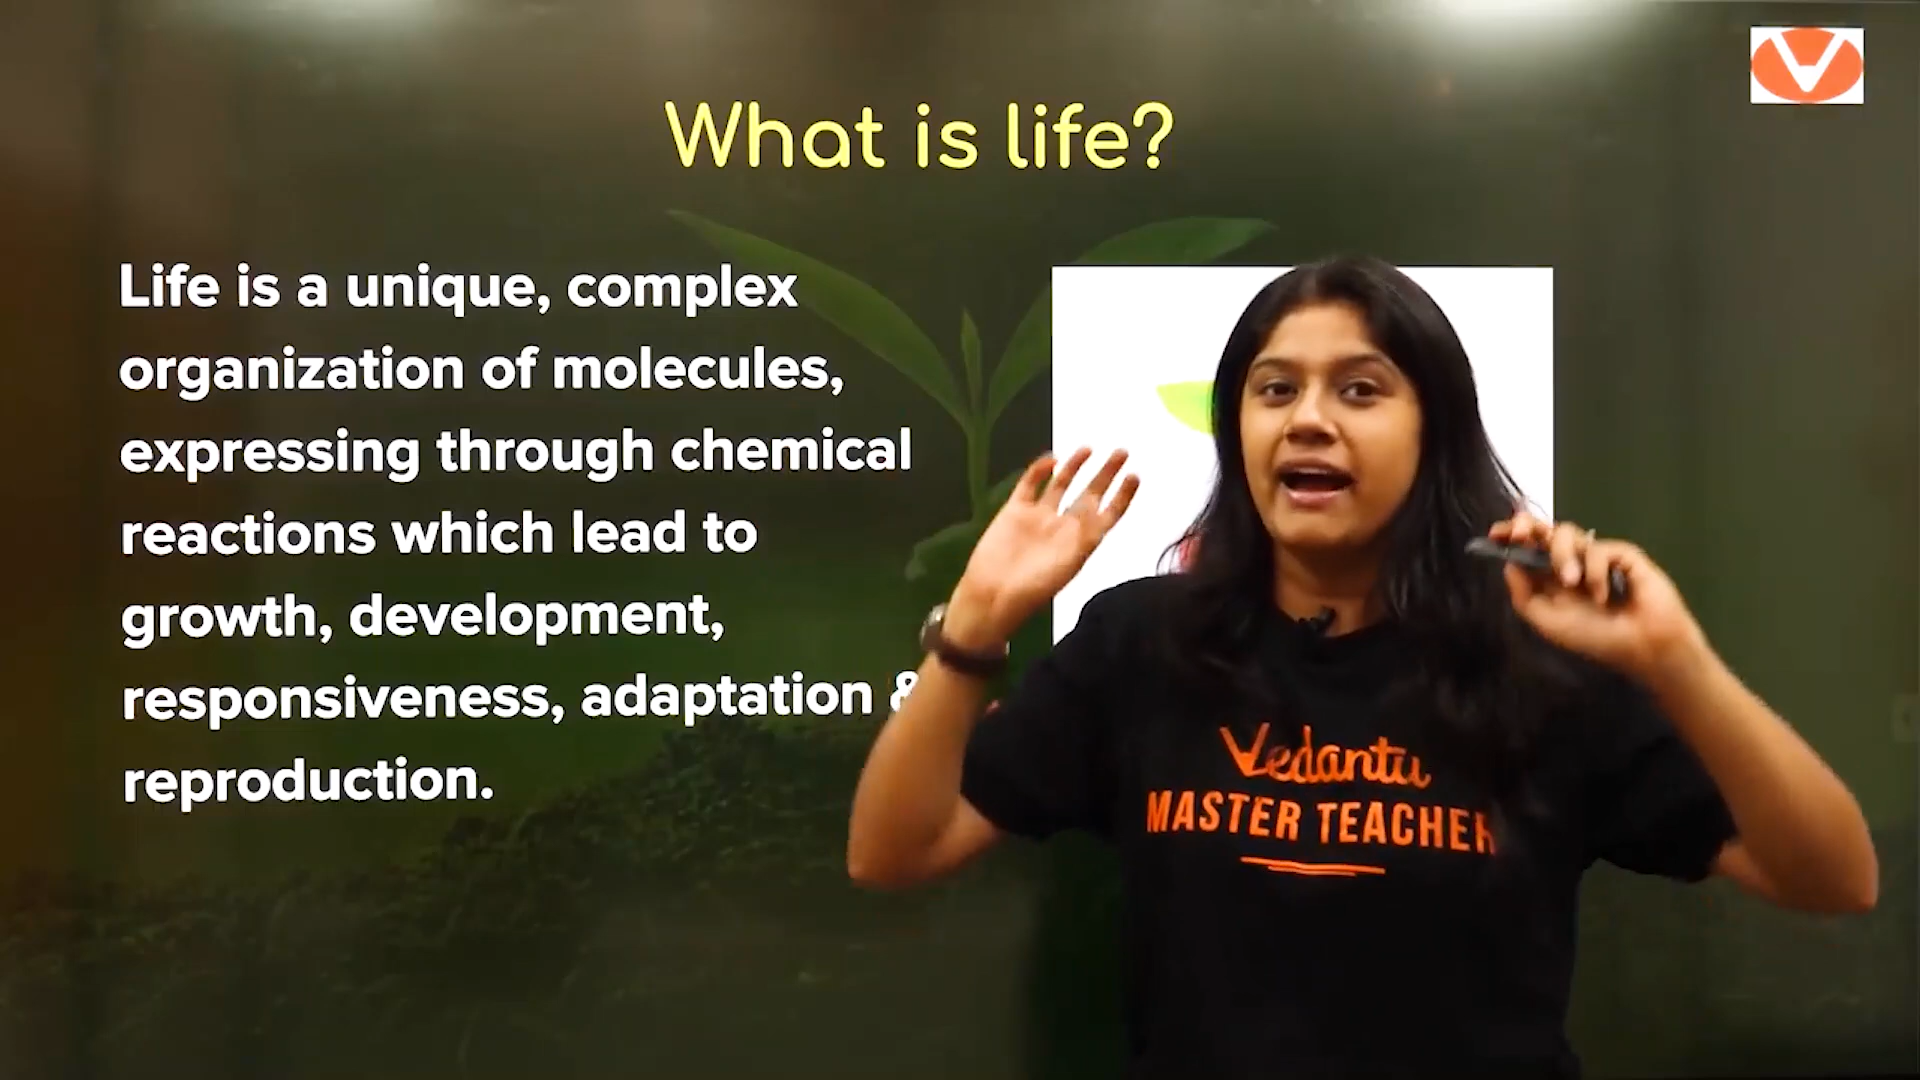 What is life?
Life is a unique, complex
organization of molecules,
expressing through chemical
reactions which lead to
growth, development,
responsiveness, adaptation &
reproduction.
Vedantu
MASTER TEACHER